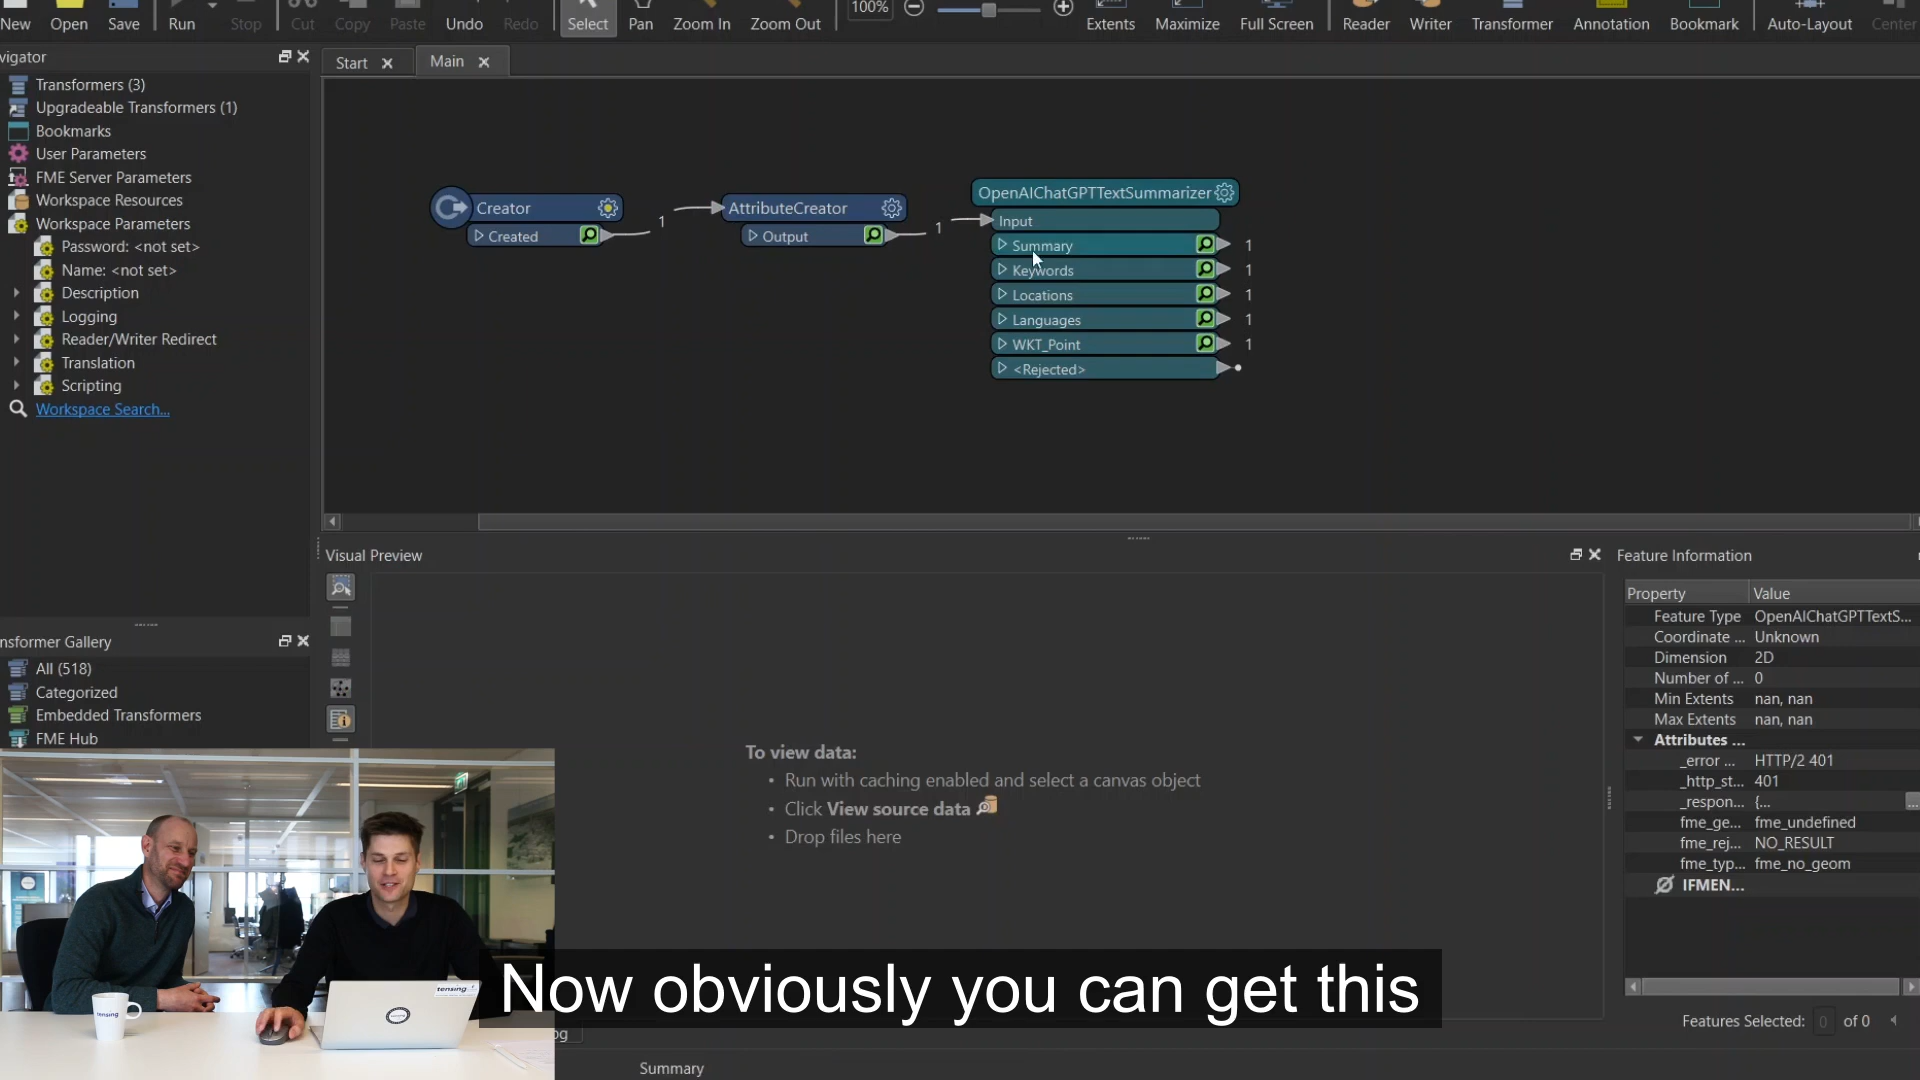 New Open Save Run Stop Cut Copy Paste Undo Redo Select Pan 100% Zoom In Zoom Out Extents Maximize Full Screen Reader Writer Transformer Annotation Bookmark Auto-Layout Center
vigator
Start Main
Transformers (3)
Upgradeable Transformers (1)
Bookmarks
User Parameters
FME Server Parameters
Workspace Resources
Workspace Parameters
Password: <not set>
Name: <not set>
Description
Logging
Reader/Writer Redirect
Translation
Scripting
Workspace Search...
Creator
Created
1
AttributeCreator
Output
1
OpenAIChatGPTTextSummarizer
Input
Summary 1
Keywords 1
Locations 1
Languages 1
WKT_Point 1
<Rejected>
nsformer Gallery
All (518)
Categorized
Embedded Transformers
FME Hub
Visual Preview
To view data:
• Run with caching enabled and select a canvas object
• Click View source data
• Drop files here
Feature Information
Property Value
Feature Type OpenAIChatGPTTextS...
Coordinate ... Unknown
Dimension 2D
Number of ... 0
Min Extents nan, nan
Max Extents nan, nan
Attributes ...
_error ... HTTP/2 401
_http_st... 401
_respon... {...
fme_ge... fme_undefined
fme_rej... NO_RESULT
fme_typ... fme_no_geom
IFMEN...
Features Selected: 0 of 0
tensing
tensing
Now obviously you can get this
og
Summary